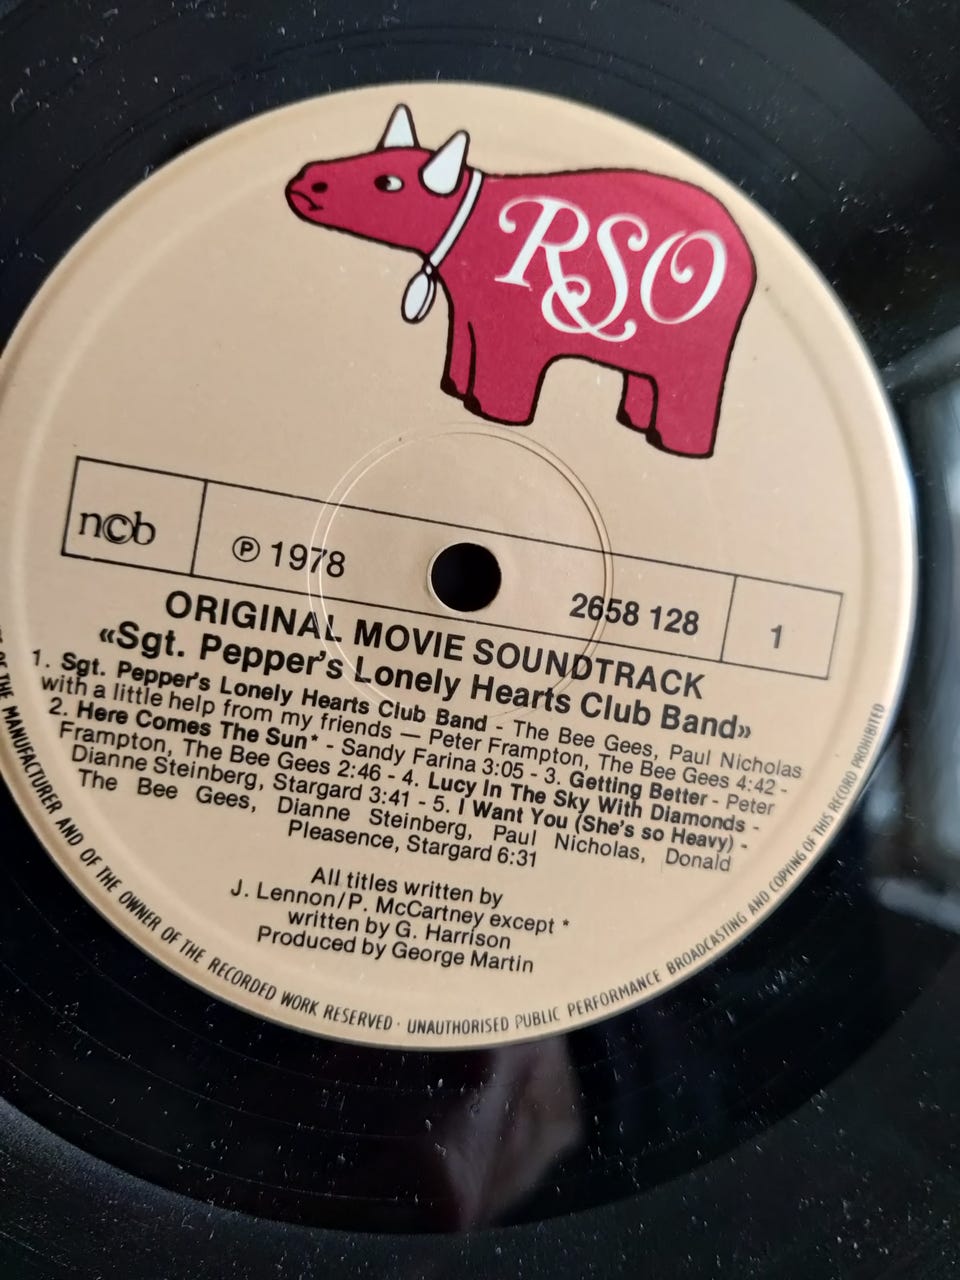 RSO
ncb
Ⓟ 1978
2658 128
1
ORIGINAL MOVIE SOUNDTRACK
«Sgt. Pepper's Lonely Hearts Club Band»
1. Sgt. Pepper's Lonely Hearts Club Band - The Bee Gees, Paul Nicholas
with a little help from my friends — Peter Frampton, The Bee Gees 4:42 -
2. Here Comes The Sun* - Sandy Farina 3:05 - 3. Getting Better - Peter
Frampton, The Bee Gees 2:46 - 4. Lucy In The Sky With Diamonds -
Dianne Steinberg, Stargard 3:41 - 5. I Want You (She's so Heavy) -
The Bee Gees, Dianne Steinberg, Paul Nicholas, Donald
Pleasence, Stargard 6:31
All titles written by
J. Lennon/P. McCartney except *
written by G. Harrison
Produced by George Martin
OF THE MANUFACTURER AND OF THE OWNER OF THE RECORDED WORK RESERVED · UNAUTHORISED PUBLIC PERFORMANCE BROADCASTING AND COPYING OF THIS RECORD PROHIBITED